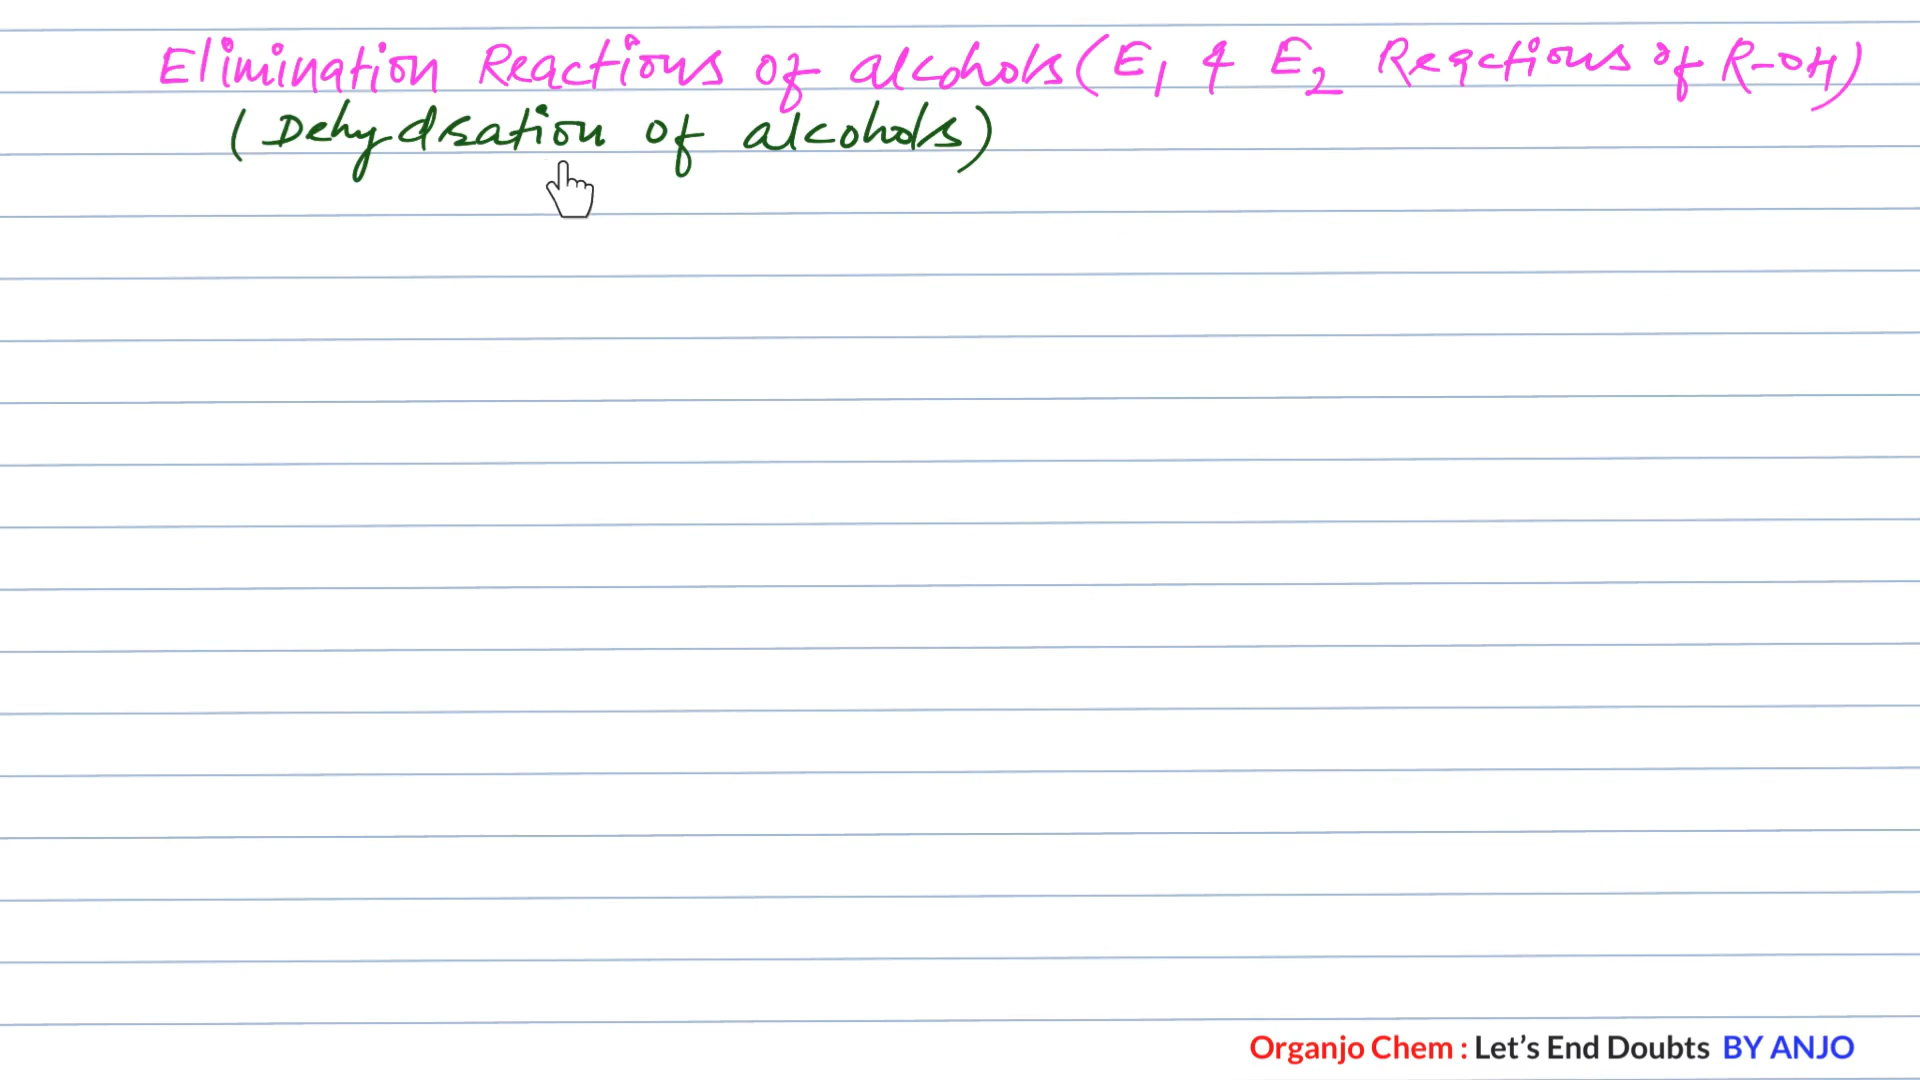 Elimination Reactions of alcohols (E1 & E2 Reactions of R-OH)
(Dehydration of alcohols)
Organjo Chem : Let's End Doubts BY ANJO